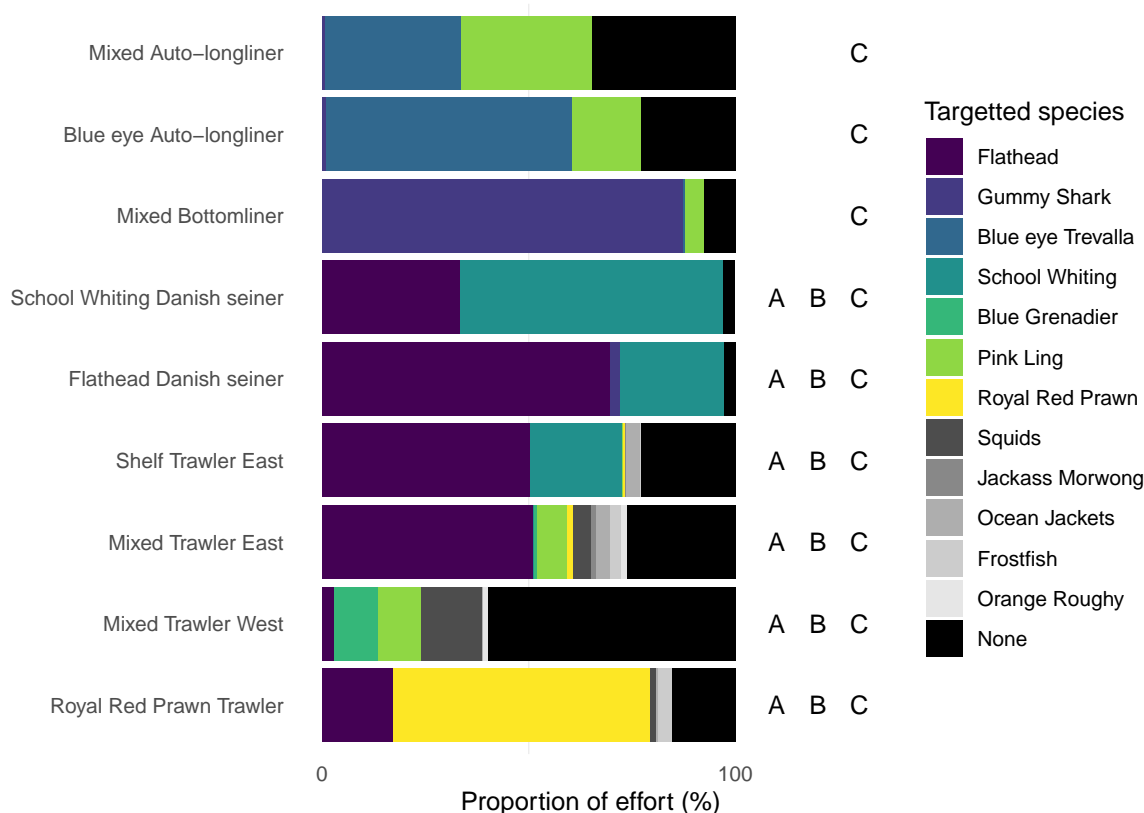 Mixed Auto−longliner
C
Blue eye Auto−longliner
C
Mixed Bottomliner
C
School Whiting Danish seiner
A B C
Flathead Danish seiner
A B C
Shelf Trawler East
A B C
Mixed Trawler East
A B C
Mixed Trawler West
A B C
Royal Red Prawn Trawler
A B C
0 100
Proportion of effort (%)
Targetted species
Flathead
Gummy Shark
Blue eye Trevalla
School Whiting
Blue Grenadier
Pink Ling
Royal Red Prawn
Squids
Jackass Morwong
Ocean Jackets
Frostfish
Orange Roughy
None